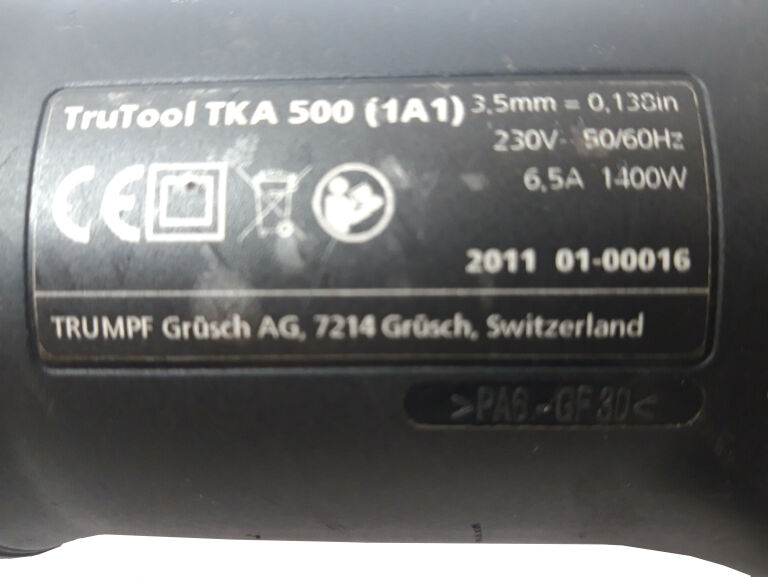 TruTool TKA 500 (1A1) 3,5mm = 0,138in
230V~ 50/60Hz
6,5A 1400W
CE
2011 01-00016
TRUMPF Grüsch AG, 7214 Grüsch, Switzerland
>PA6.-GF30<